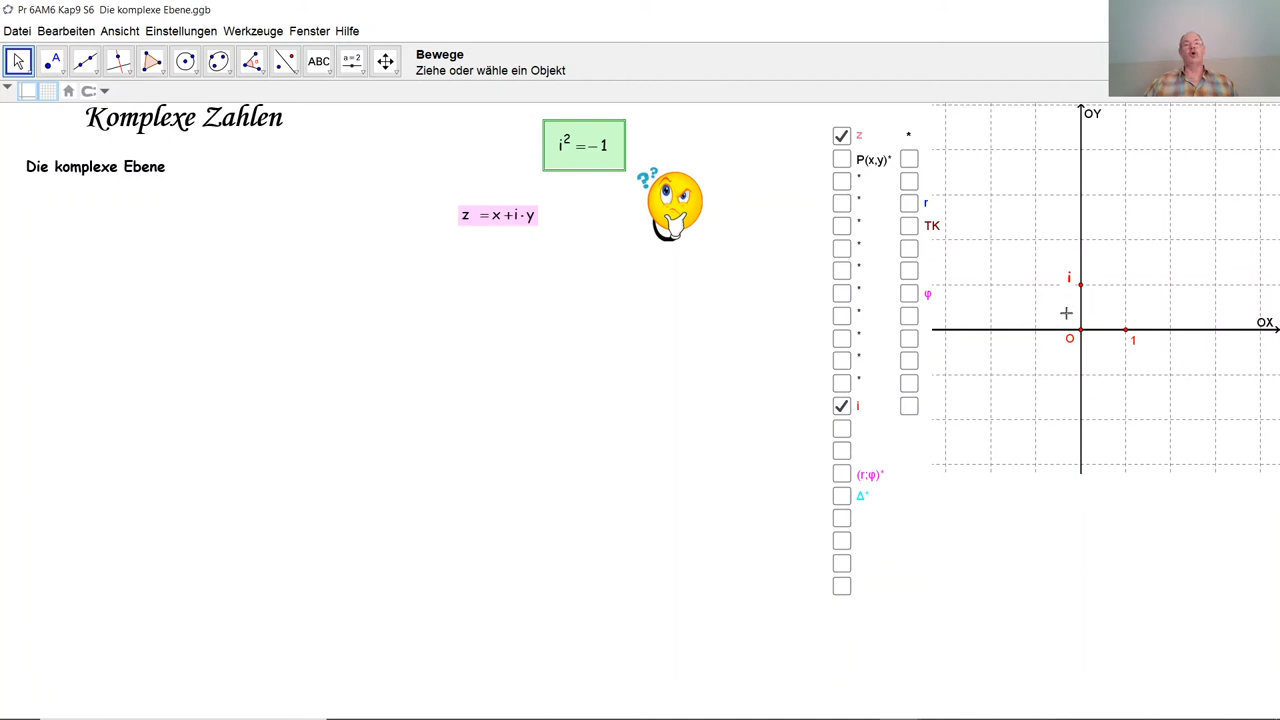 Pr 6AM6 Kap9 S6 Die komplexe Ebene.ggb
Datei Bearbeiten Ansicht Einstellungen Werkzeuge Fenster Hilfe
A
ABC
a=2
Bewege
Ziehe oder wähle ein Objekt
Komplexe Zahlen
Die komplexe Ebene
i² = −1
??
z = x + i · y
z *
P(x,y)*
*
* r
* TK
*
*
* φ
*
*
*
*
i
(r;φ)*
Δ*
OY
i
OX
O
1